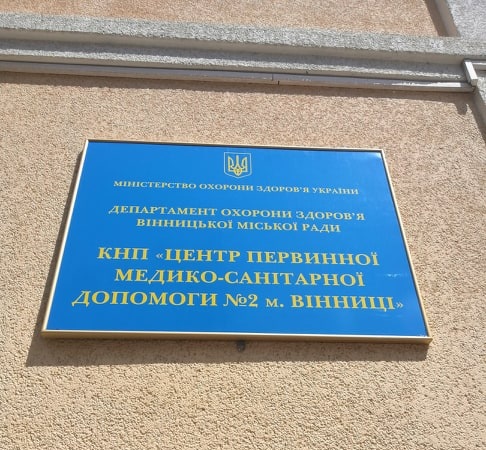 МІНІСТЕРСТВО ОХОРОНИ ЗДОРОВ'Я УКРАЇНИ
ДЕПАРТАМЕНТ ОХОРОНИ ЗДОРОВ'Я
ВІННИЦЬКОЇ МІСЬКОЇ РАДИ
КНП «ЦЕНТР ПЕРВИННОЇ
МЕДИКО-САНІТАРНОЇ
ДОПОМОГИ №2 м. ВІННИЦІ»